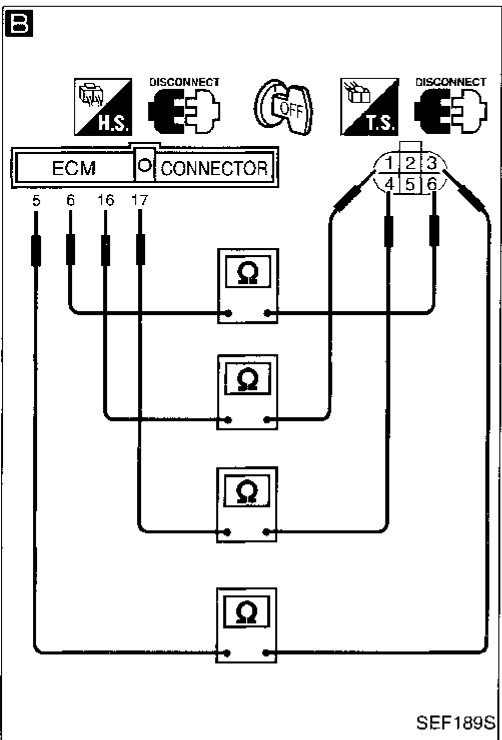 B
DISCONNECT
DISCONNECT
H.S.
OFF
T.S.
ECM
CONNECTOR
1 2 3
4 5 6
5 6 16 17
Ω
Ω
Ω
Ω
SEF189S